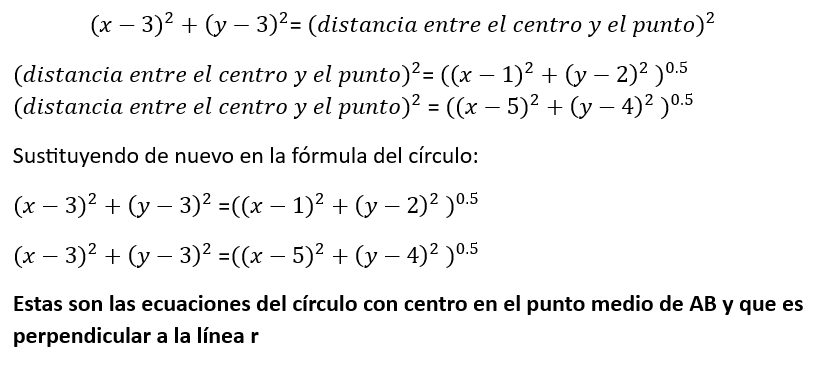 (x − 3)² + (y − 3)²= (distancia entre el centro y el punto)²
(distancia entre el centro y el punto)²= ((x − 1)² + (y − 2)² )⁰·⁵
(distancia entre el centro y el punto)² = ((x − 5)² + (y − 4)² )⁰·⁵
Sustituyendo de nuevo en la fórmula del círculo:
(x − 3)² + (y − 3)² =((x − 1)² + (y − 2)² )⁰·⁵
(x − 3)² + (y − 3)² =((x − 5)² + (y − 4)² )⁰·⁵
Estas son las ecuaciones del círculo con centro en el punto medio de AB y que es
perpendicular a la línea r